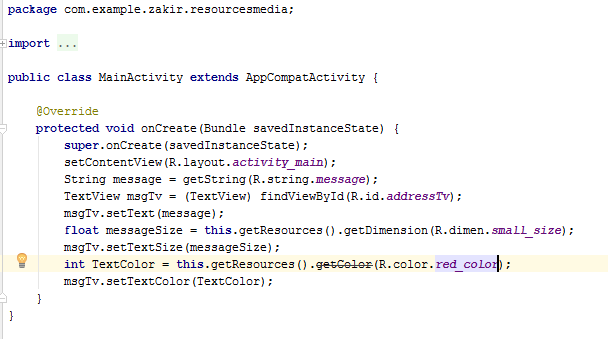 package com.example.zakir.resourcesmedia;
import ...
public class MainActivity extends AppCompatActivity {
@Override
protected void onCreate(Bundle savedInstanceState) {
super.onCreate(savedInstanceState);
setContentView(R.layout.activity_main);
String message = getString(R.string.message);
TextView msgTv = (TextView) findViewById(R.id.addressTv);
msgTv.setText(message);
float messageSize = this.getResources().getDimension(R.dimen.small_size);
msgTv.setTextSize(messageSize);
int TextColor = this.getResources().getColor(R.color.red_color);
msgTv.setTextColor(TextColor);
}
}